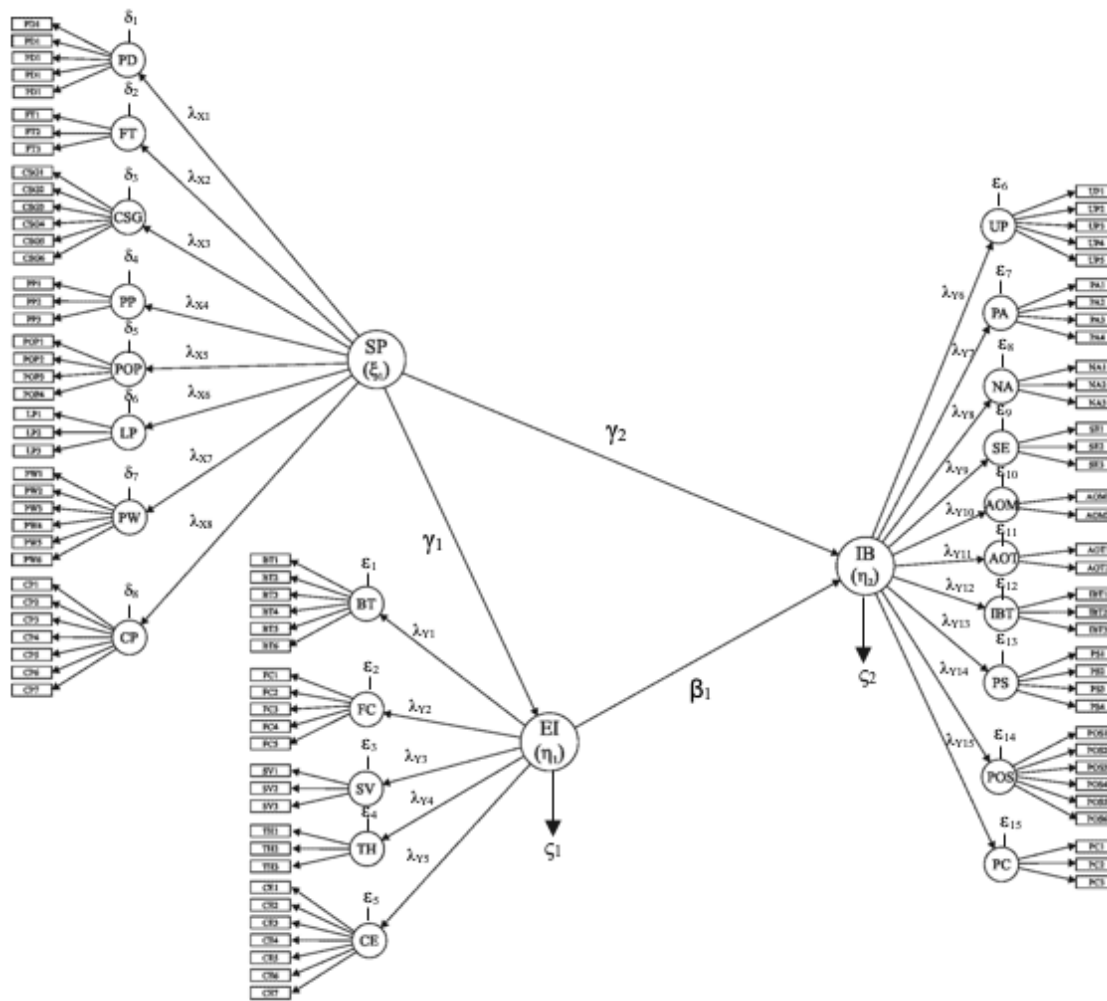 δ1
PD
δ2
FT1
FT2
FT3
FT
λX1
λX2
δ3
CSG
CSG4
λX3
δ4
PP1
PP2
PP3
PP
λX4
δ5
POP1
POP
λX5
δ6
LP1
LP2
LP3
LP
λX6
δ7
PW
λX7
δ8
CP1
CP2
CP3
CP4
CP5
CP6
CP7
CP
λX8
SP
γ2
γ1
ε1
BT1
BT2
BT3
BT4
BT5
BT6
BT
λY1
ε2
FC1
FC2
FC3
FC4
FC5
FC
λY2
ε3
SV1
SV2
SV3
SV
λY3
ε4
TH1
TH2
TH3
TH
λY4
ε5
CE1
CE2
CE3
CE4
CE5
CE6
CE7
CE
λY5
EI
(η1)
ς1
β1
IB
(η2)
ς2
ε6
UP
UP1
UP2
UP3
UP4
UP5
λY6
ε7
PA
PA1
PA2
PA3
PA4
λY7
ε8
NA
NA1
NA2
NA3
λY8
ε9
SE
SE1
SE2
SE3
λY9
ε10
AOM
λY10
ε11
AOT
λY11
ε12
IBT
IBT1
IBT2
IBT3
λY12
ε13
PS
PS1
PS2
PS3
PS4
λY13
ε14
POS
λY14
ε15
PC
PC1
PC2
PC3
λY15